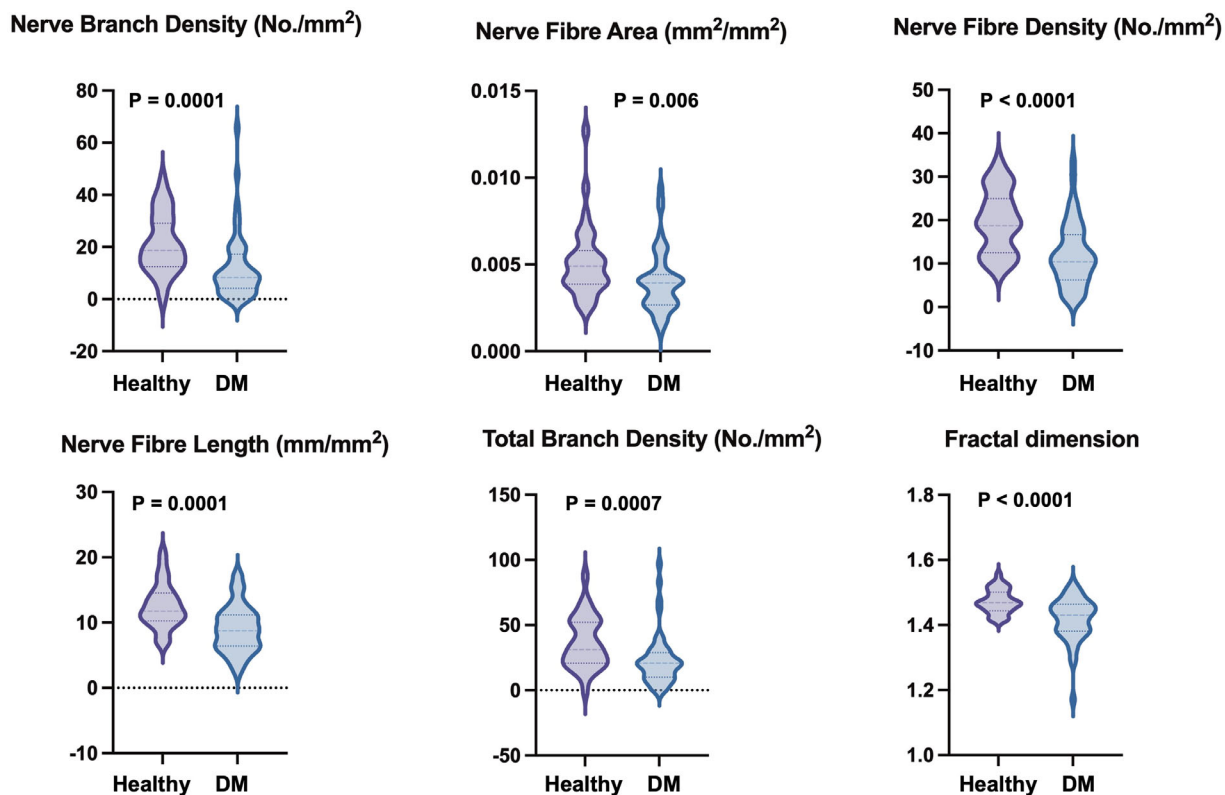 Nerve Branch Density (No./mm²)
80
60
40
20
0
-20
P = 0.0001
Healthy DM
Nerve Fibre Area (mm²/mm²)
0.015
0.010
0.005
0.000
P = 0.006
Healthy DM
Nerve Fibre Density (No./mm²)
50
40
30
20
10
0
-10
P < 0.0001
Healthy DM
Nerve Fibre Length (mm/mm²)
30
20
10
0
-10
P = 0.0001
Healthy DM
Total Branch Density (No./mm²)
150
100
50
0
-50
P = 0.0007
Healthy DM
Fractal dimension
1.8
1.6
1.4
1.2
1.0
P < 0.0001
Healthy DM